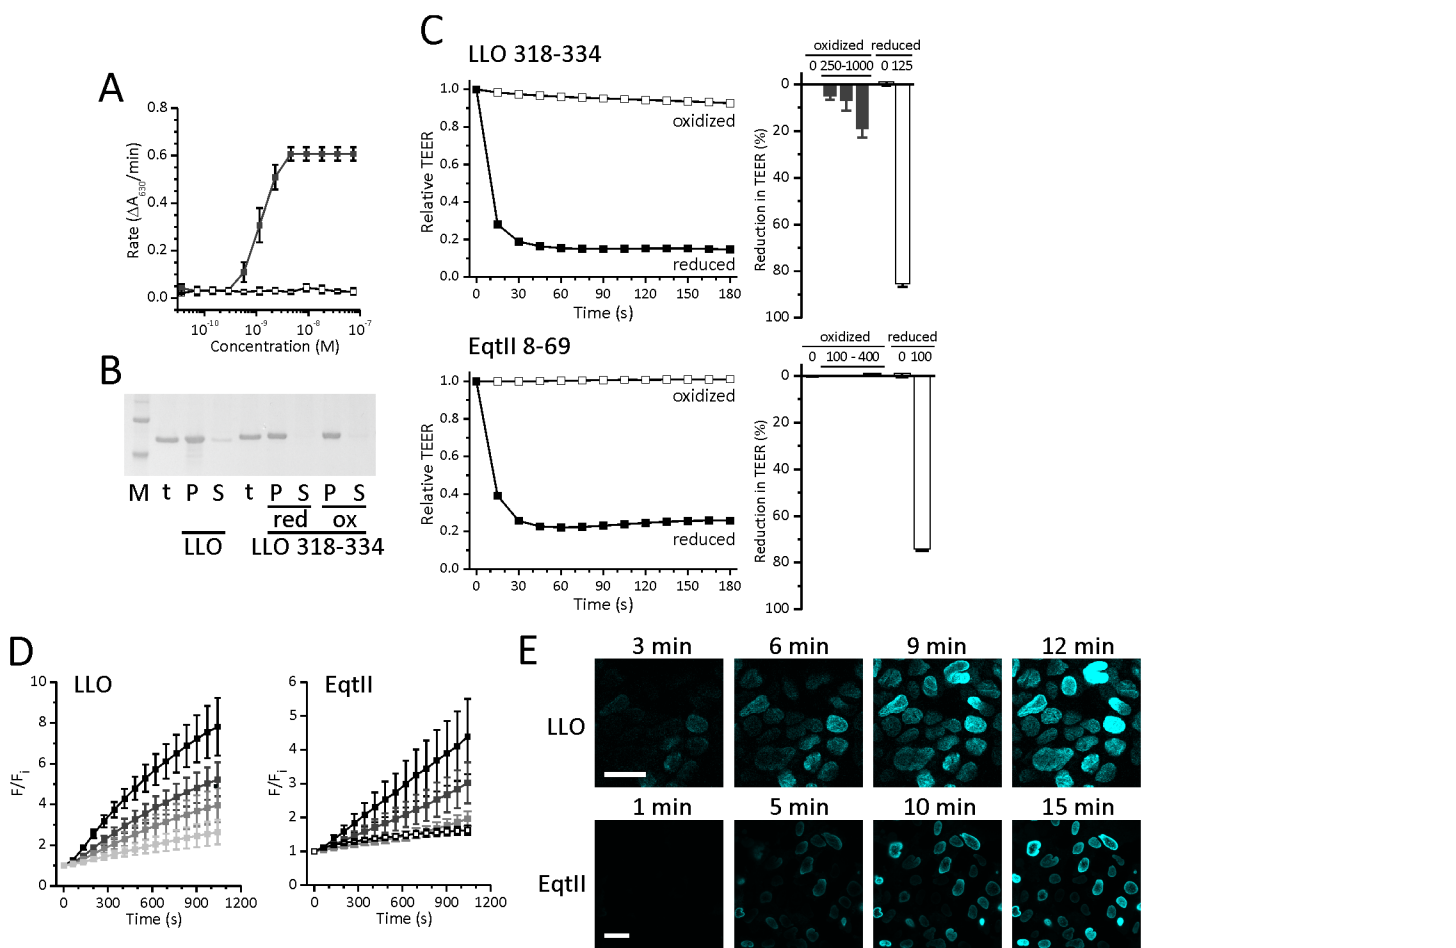 A
0.8
0.6
0.4
0.2
0.0
Rate (ΔA630/min)
10-10
10-9
10-8
10-7
Concentration (M)
B
M t P S t P S P S
red ox
LLO LLO 318-334
C
LLO 318-334
1.0
0.8
0.6
0.4
0.2
0.0
Relative TEER
oxidized
reduced
0 30 60 90 120 150 180
Time (s)
oxidized reduced
0 250-1000 0 125
0
20
40
60
80
100
Reduction in TEER (%)
EqtII 8-69
1.0
0.8
0.6
0.4
0.2
0.0
Relative TEER
oxidized
reduced
0 30 60 90 120 150 180
Time (s)
oxidized reduced
0 100 - 400 0 100
0
20
40
60
80
100
Reduction in TEER (%)
D
LLO
10
8
6
4
2
0
F/Fi
0 300 600 900 1200
Time (s)
EqtII
6
5
4
3
2
1
0
F/Fi
0 300 600 900 1200
Time (s)
E
3 min 6 min 9 min 12 min
LLO
1 min 5 min 10 min 15 min
EqtII